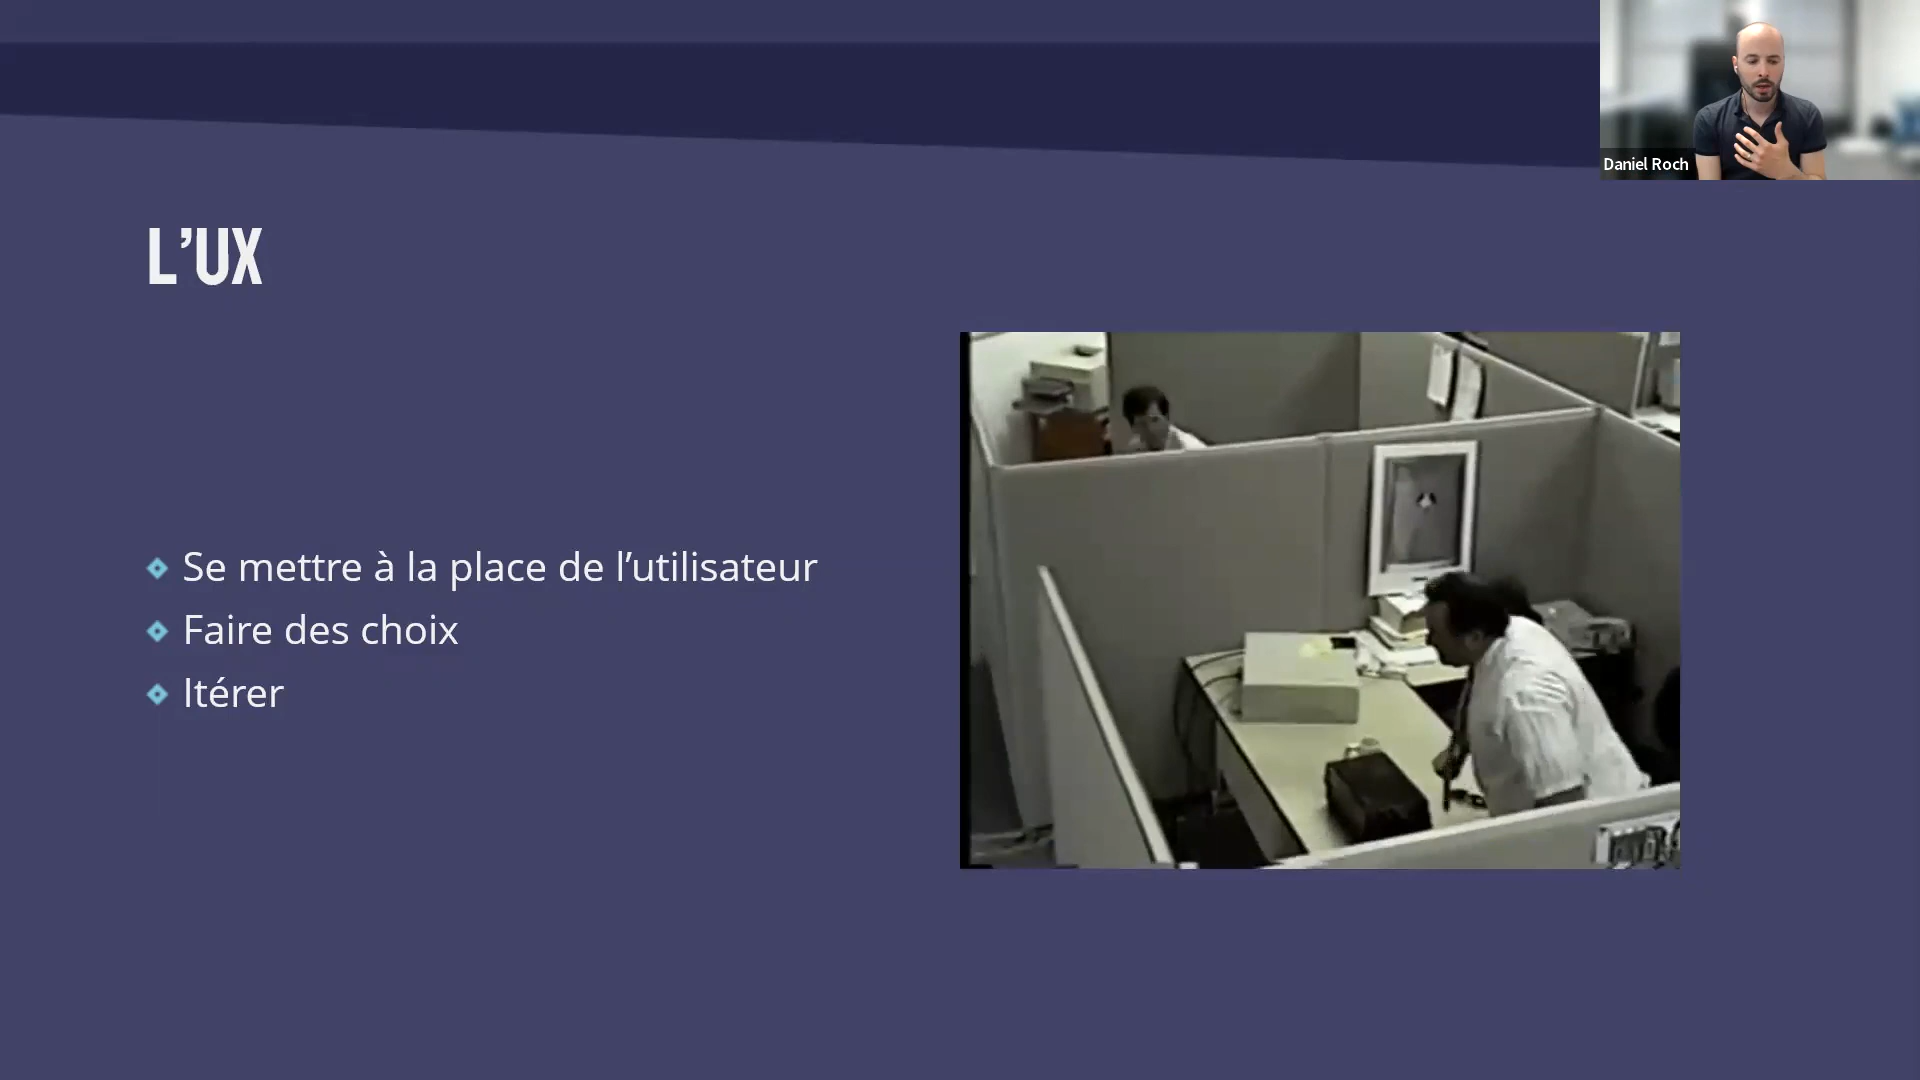 Daniel Roch
L’UX
Se mettre à la place de l’utilisateur
Faire des choix
Itérer